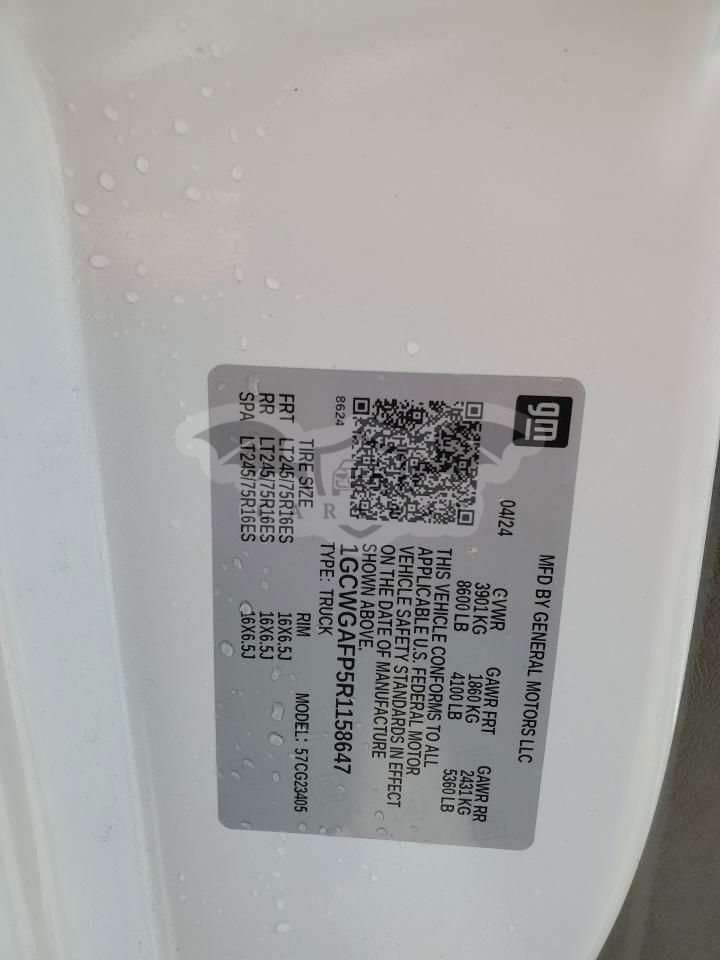 gm
MFD BY GENERAL MOTORS LLC
04/24
GVWR GAWR FRT GAWR RR
3901 KG 1860 KG 2431 KG
8600 LB 4100 LB 5360 LB
THIS VEHICLE CONFORMS TO ALL
APPLICABLE U.S. FEDERAL MOTOR
VEHICLE SAFETY STANDARDS IN EFFECT
ON THE DATE OF MANUFACTURE
SHOWN ABOVE.
1GCWGAFP5R1158647
8624
TYPE: TRUCK
MODEL: 57CG23405
TIRE SIZE RIM
FRT LT245/75R16ES 16X6.5J
RR LT245/75R16ES 16X6.5J
SPA LT245/75R16ES 16X6.5J